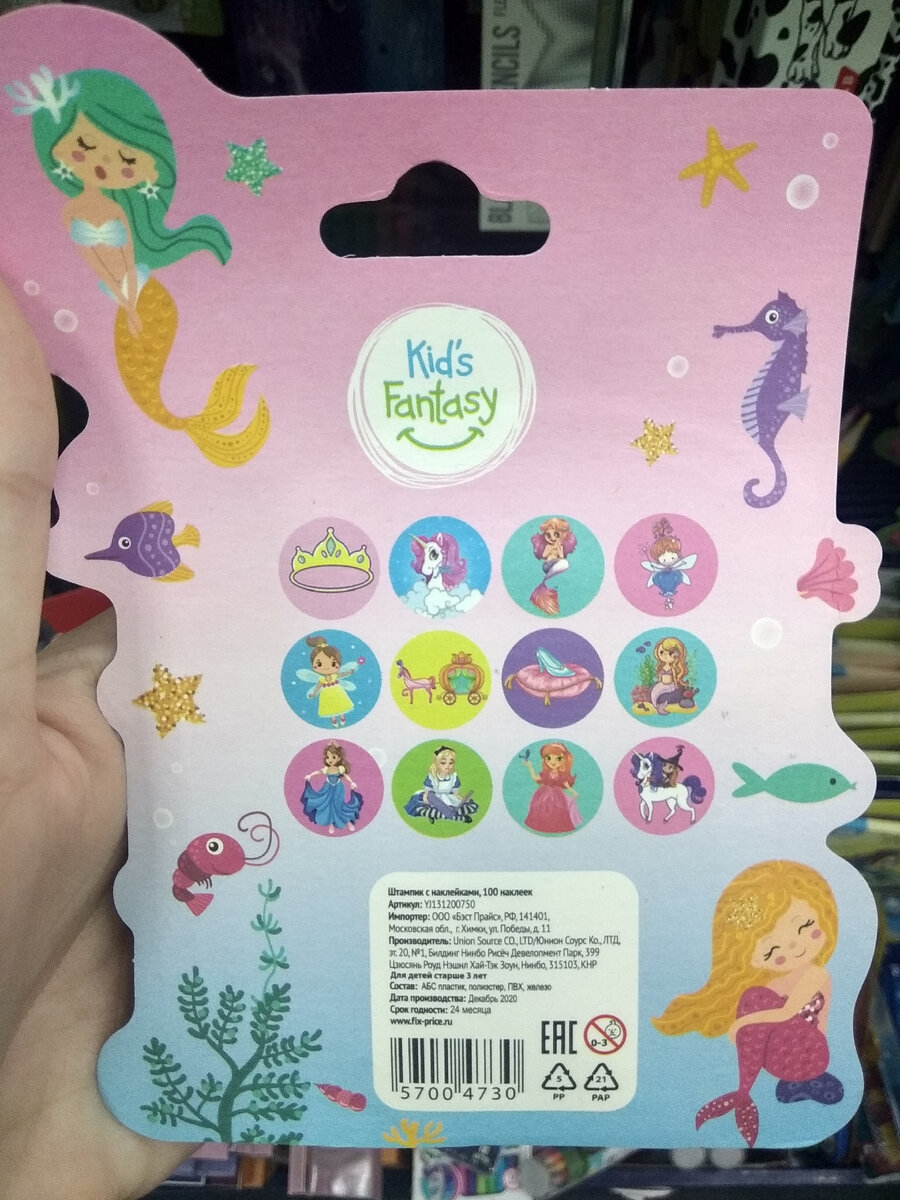 NCILS
BL
Kid's
Fantasy
Штампик с наклейками, 100 наклеек
Артикул: YJ131200750
Импортер: ООО «Бэст Прайс», РФ, 141401,
Московская обл., г. Химки, ул. Победы, д. 11
Производитель: Union Source CO., LTD/Юнион Соурс Ко., ЛТД,
эт. 20, №1, Билдинг Нинбо Рисёч Девелопмент Парк, 399
Цзюсянь Роуд Нэшнл Хай-Тэк Зоун, Нинбо, 315103, КНР
Для детей старше 3 лет
Состав: АБС пластик, полиэстер, ПВХ, железо
Дата производства: Декабрь 2020
Срок годности: 24 месяца
www.fix-price.ru
EAC
0-3
5
PP
21
PAP
57004730